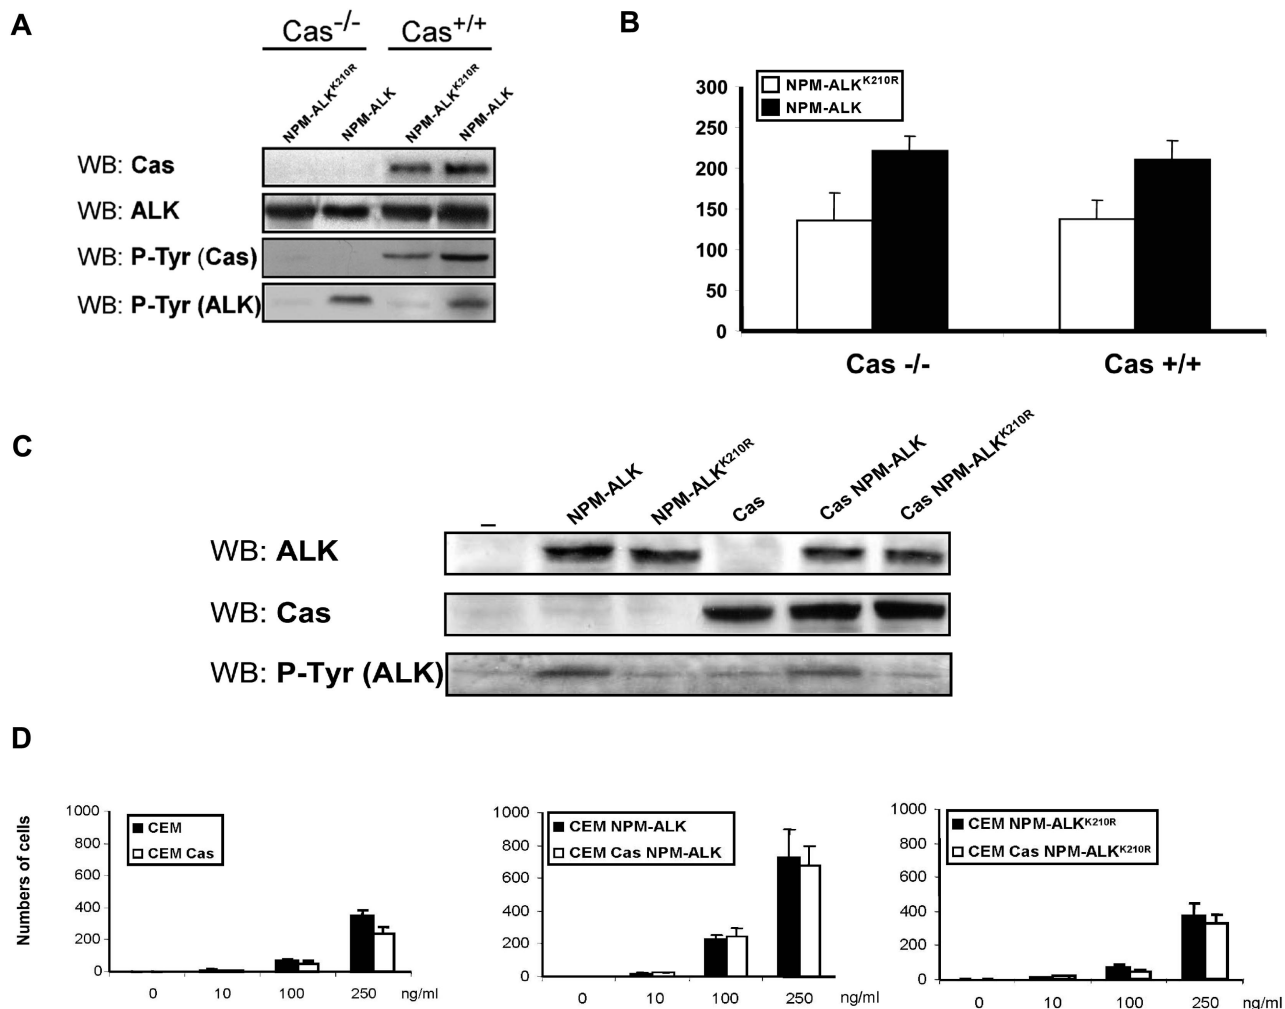 A
Cas-/-
Cas+/+
NPM-ALKK210R
NPM-ALK
NPM-ALKK210R
NPM-ALK
WB: Cas
WB: ALK
WB: P-Tyr (Cas)
WB: P-Tyr (ALK)
B
NPM-ALKK210R
NPM-ALK
300
250
200
150
100
50
0
Cas -/-
Cas +/+
C
–
NPM-ALK
NPM-ALKK210R
Cas
Cas NPM-ALK
Cas NPM-ALKK210R
WB: ALK
WB: Cas
WB: P-Tyr (ALK)
D
Numbers of cells
1000
800
600
400
200
0
CEM
CEM Cas
0 10 100 250 ng/ml
1000
800
600
400
200
0
CEM NPM-ALK
CEM Cas NPM-ALK
0 10 100 250 ng/ml
1000
800
600
400
200
0
CEM NPM-ALKK210R
CEM Cas NPM-ALKK210R
0 10 100 250 ng/ml